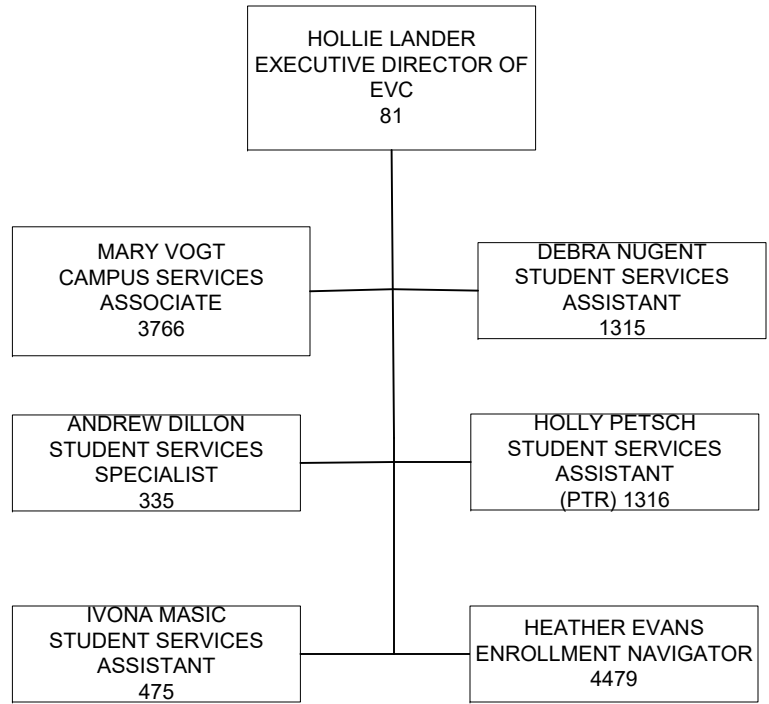 HOLLIE LANDER
EXECUTIVE DIRECTOR OF
EVC
81
MARY VOGT
CAMPUS SERVICES
ASSOCIATE
3766
DEBRA NUGENT
STUDENT SERVICES
ASSISTANT
1315
ANDREW DILLON
STUDENT SERVICES
SPECIALIST
335
HOLLY PETSCH
STUDENT SERVICES
ASSISTANT
(PTR) 1316
IVONA MASIC
STUDENT SERVICES
ASSISTANT
475
HEATHER EVANS
ENROLLMENT NAVIGATOR
4479